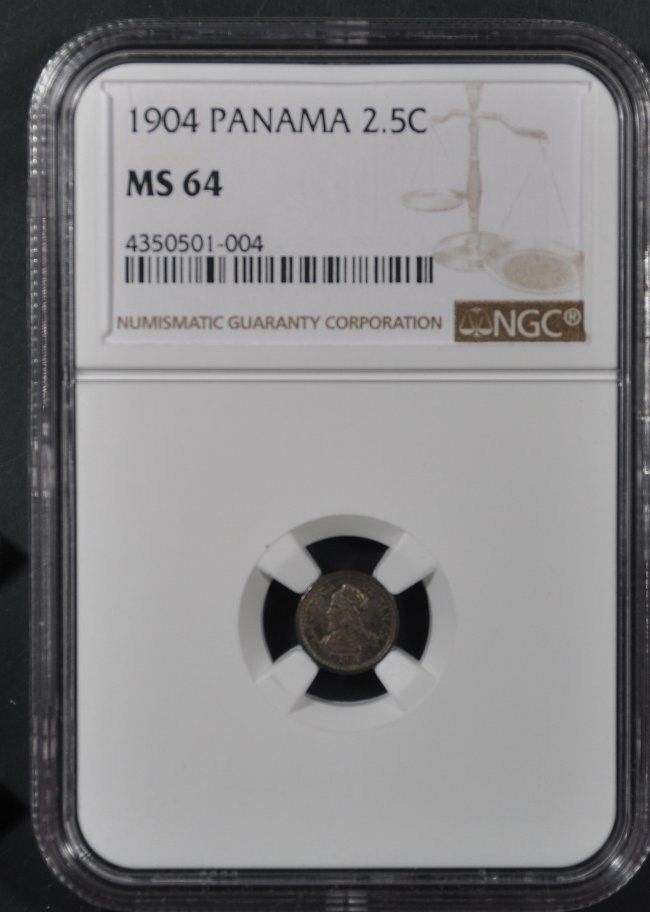 1904 PANAMA 2.5C
MS 64
4350501-004
NUMISMATIC GUARANTY CORPORATION
NGC®